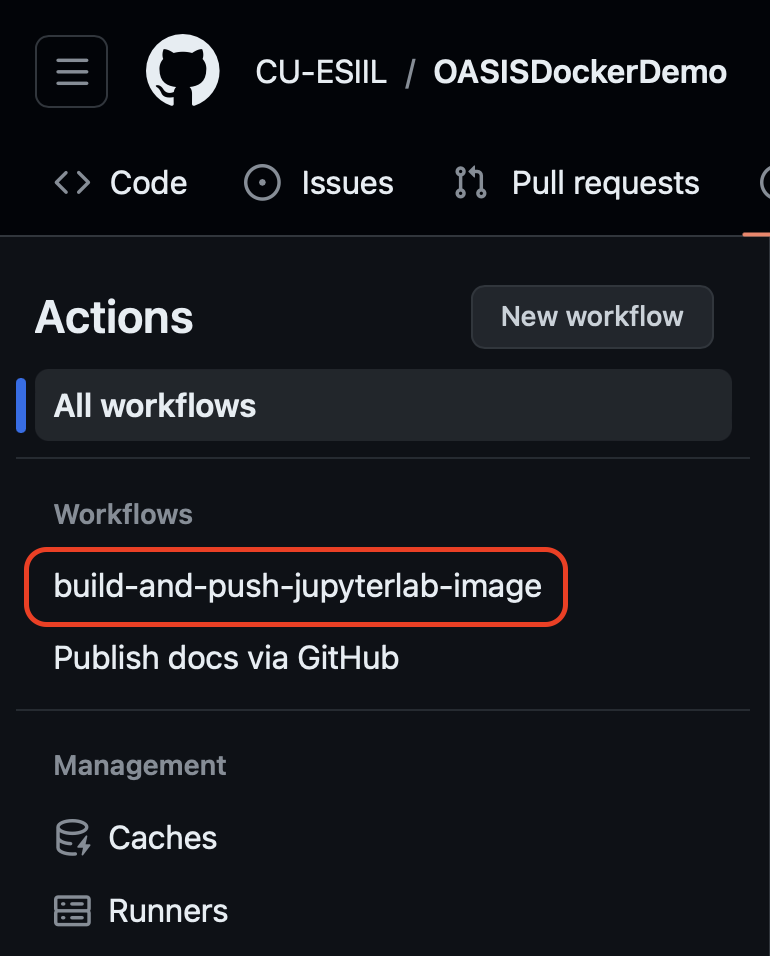 CU-ESIIL / OASISDockerDemo
Code Issues Pull requests
Actions New workflow
All workflows
Workflows
build-and-push-jupyterlab-image
Publish docs via GitHub
Management
Caches
Runners